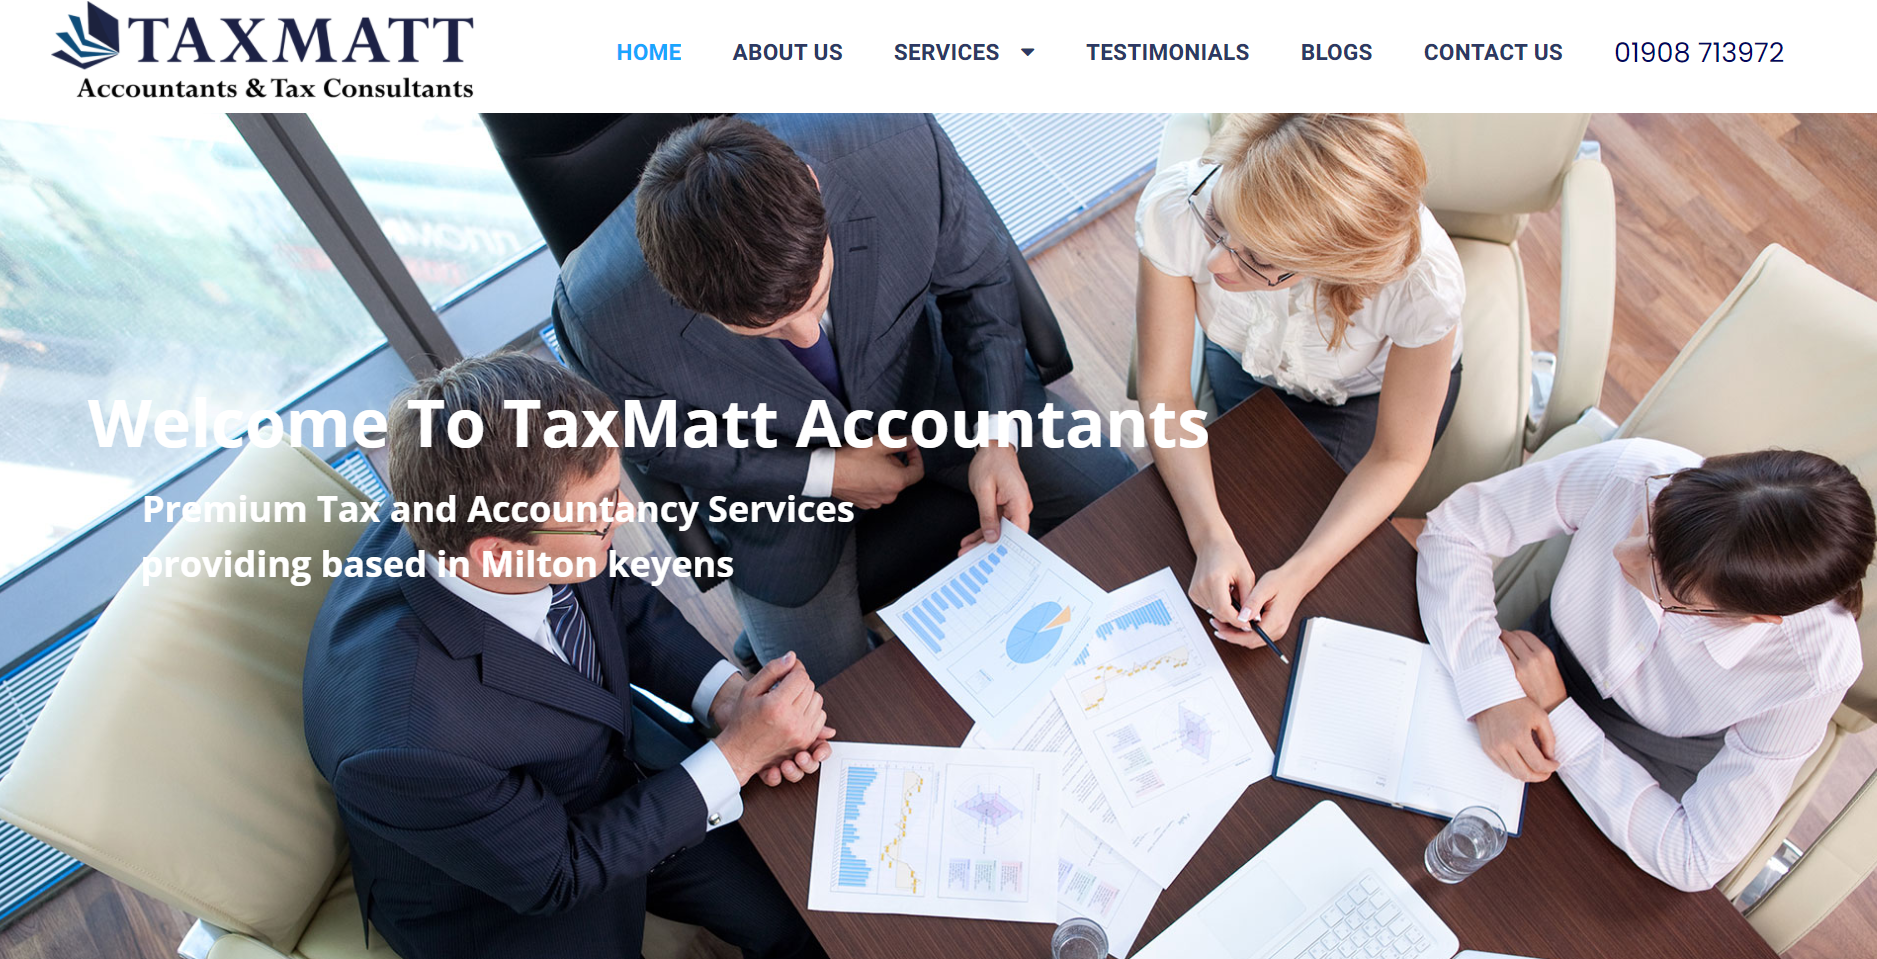 TAXMATT
Accountants & Tax Consultants
HOME ABOUT US SERVICES TESTIMONIALS BLOGS CONTACT US 01908 713972
Welcome To TaxMatt Accountants
Premium Tax and Accountancy Services
providing based in Milton keyens